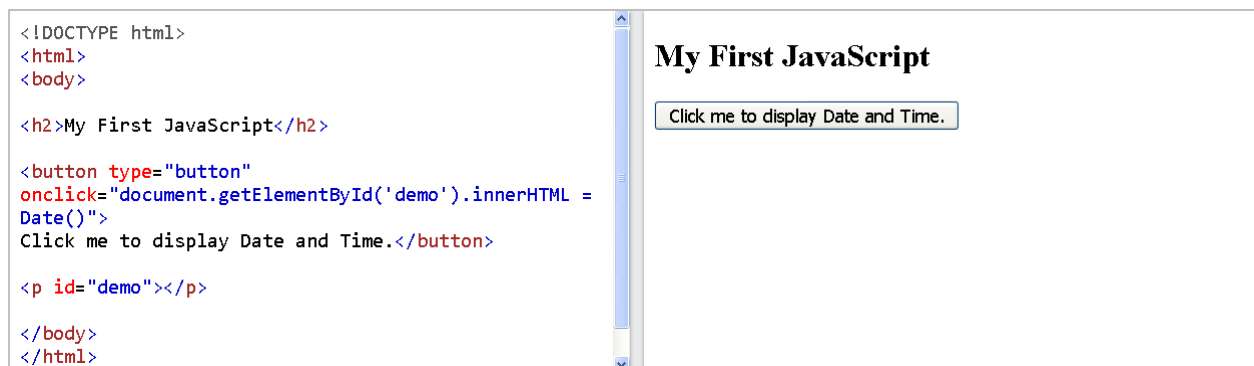 <!DOCTYPE html>
<html>
<body>
<h2>My First JavaScript</h2>
<button type="button"
onclick="document.getElementById('demo').innerHTML =
Date()">
Click me to display Date and Time.</button>
<p id="demo"></p>
</body>
</html>
My First JavaScript
Click me to display Date and Time.